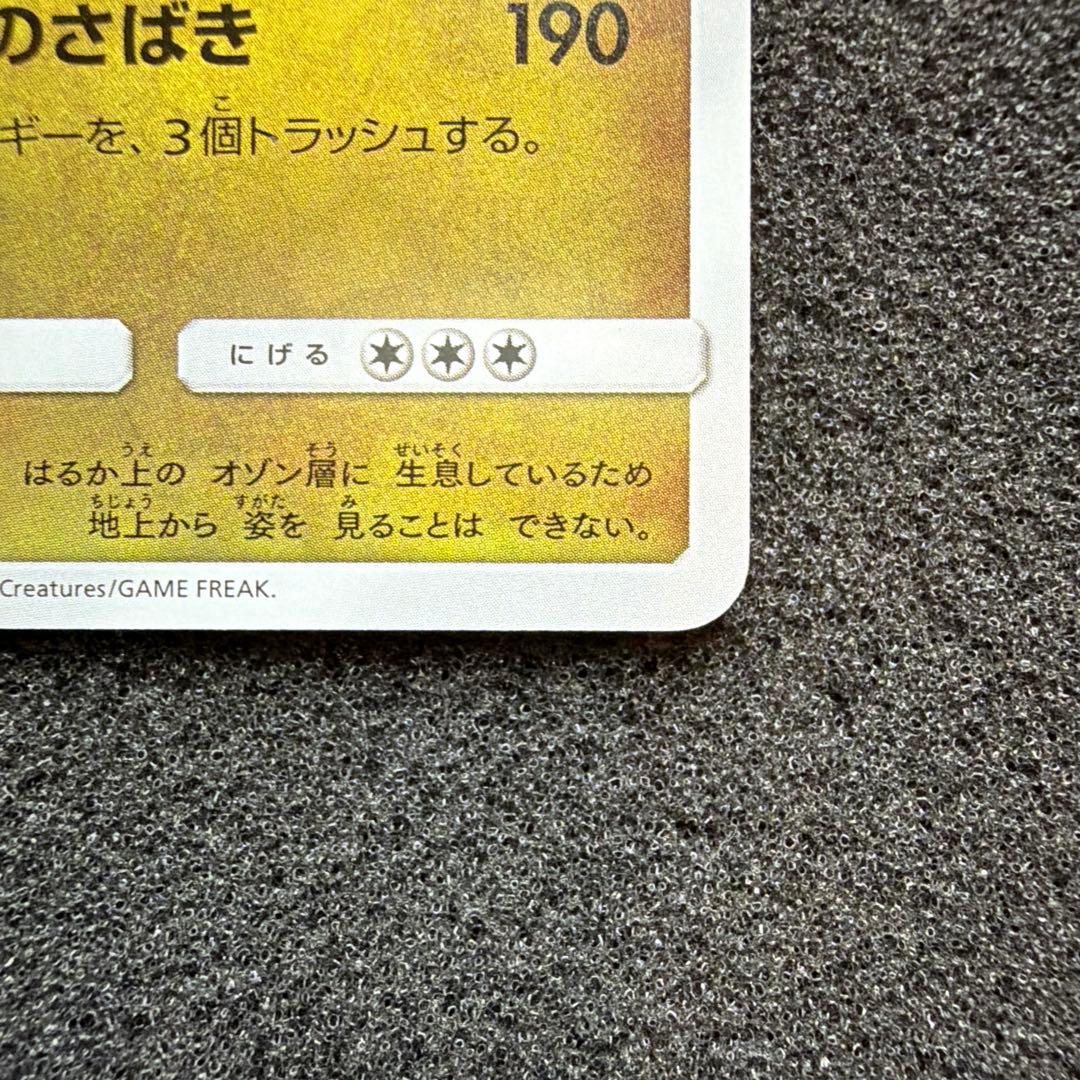 のさばき 190
ギーを、3個トラッシュする。
にげる
はるか上の オゾン層に 生息しているため
地上から 姿を 見ることは できない。
Creatures/GAME FREAK.